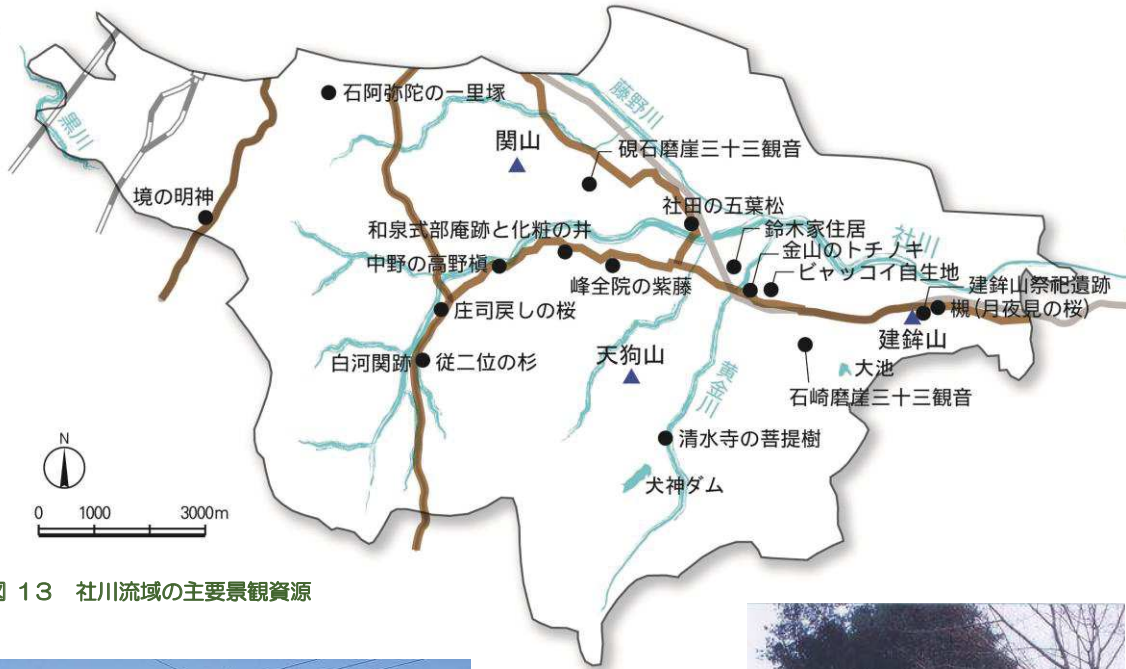 石阿弥陀の一里塚
藤野川
黒川
関山
硯石磨崖三十三観音
境の明神
社田の五葉松
鈴木家住居
社川
和泉式部庵跡と化粧の井
金山のトチノキ
中野の高野槇
ビャッコイ自生地
建鉾山祭祀遺跡
峰全院の紫藤
槻(月夜見の桜)
庄司戻しの桜
建鉾山
白河関跡
従二位の杉
天狗山
黄金川
大池
石崎磨崖三十三観音
清水寺の菩提樹
犬神ダム
N
0 1000 3000m
13 社川流域の主要景観資源